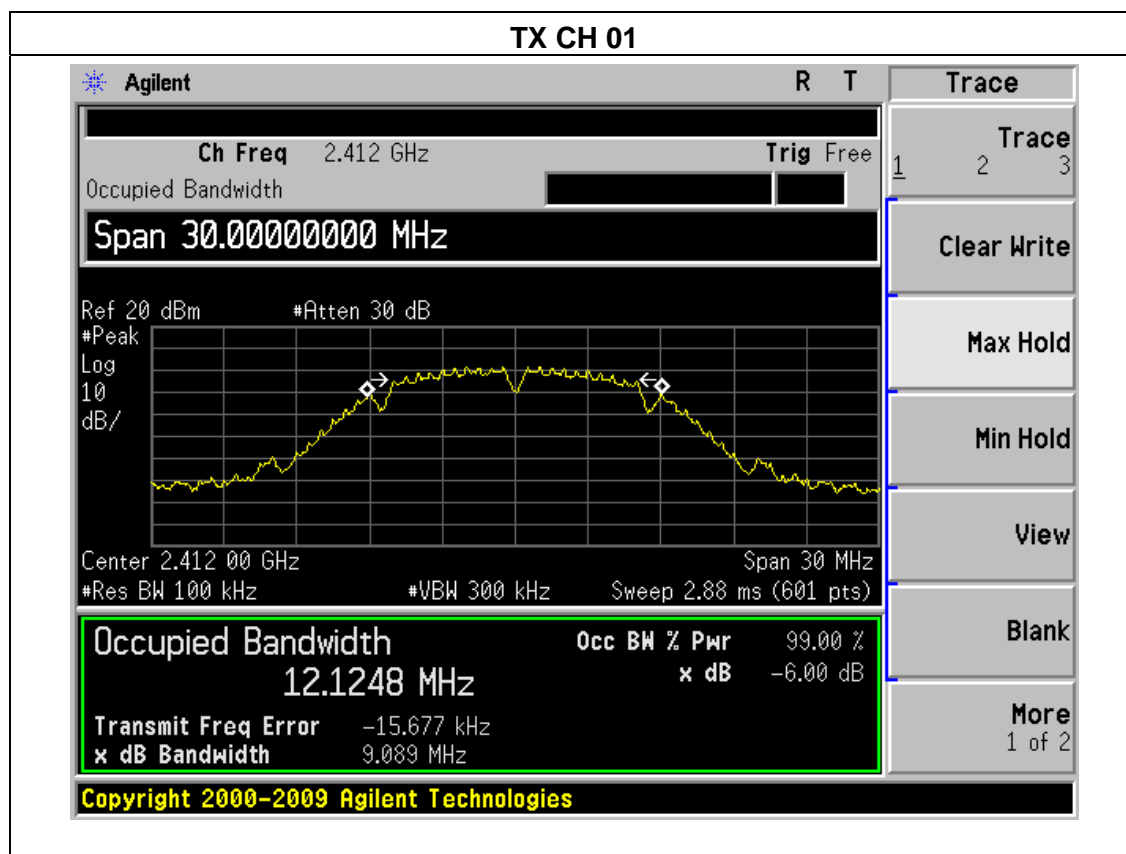 TX CH 01
Agilent R T
Ch Freq 2.412 GHz Trig Free
Occupied Bandwidth
Span 30.00000000 MHz
Ref 20 dBm #Atten 30 dB
#Peak
Log
10
dB/
Center 2.412 00 GHz Span 30 MHz
#Res BW 100 kHz #VBW 300 kHz Sweep 2.88 ms (601 pts)
Occupied Bandwidth Occ BW % Pwr 99.00 %
12.1248 MHz x dB -6.00 dB
Transmit Freq Error -15.677 kHz
x dB Bandwidth 9.089 MHz
Copyright 2000-2009 Agilent Technologies
Trace
Trace
1 2 3
Clear Write
Max Hold
Min Hold
View
Blank
More
1 of 2